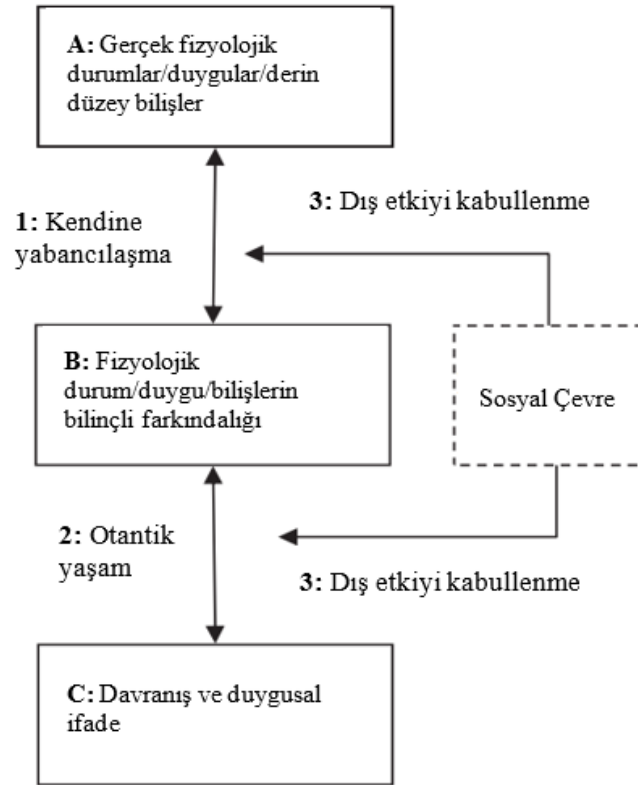 A: Gerçek fizyolojik
durumlar/duygular/derin
düzey bilişler
3: Dış etkiyi kabullenme
1: Kendine
yabancılaşma
B: Fizyolojik
durum/duygu/bilişlerin
bilinçli farkındalığı
Sosyal Çevre
2: Otantik
yaşam
3: Dış etkiyi kabullenme
C: Davranış ve duygusal
ifade